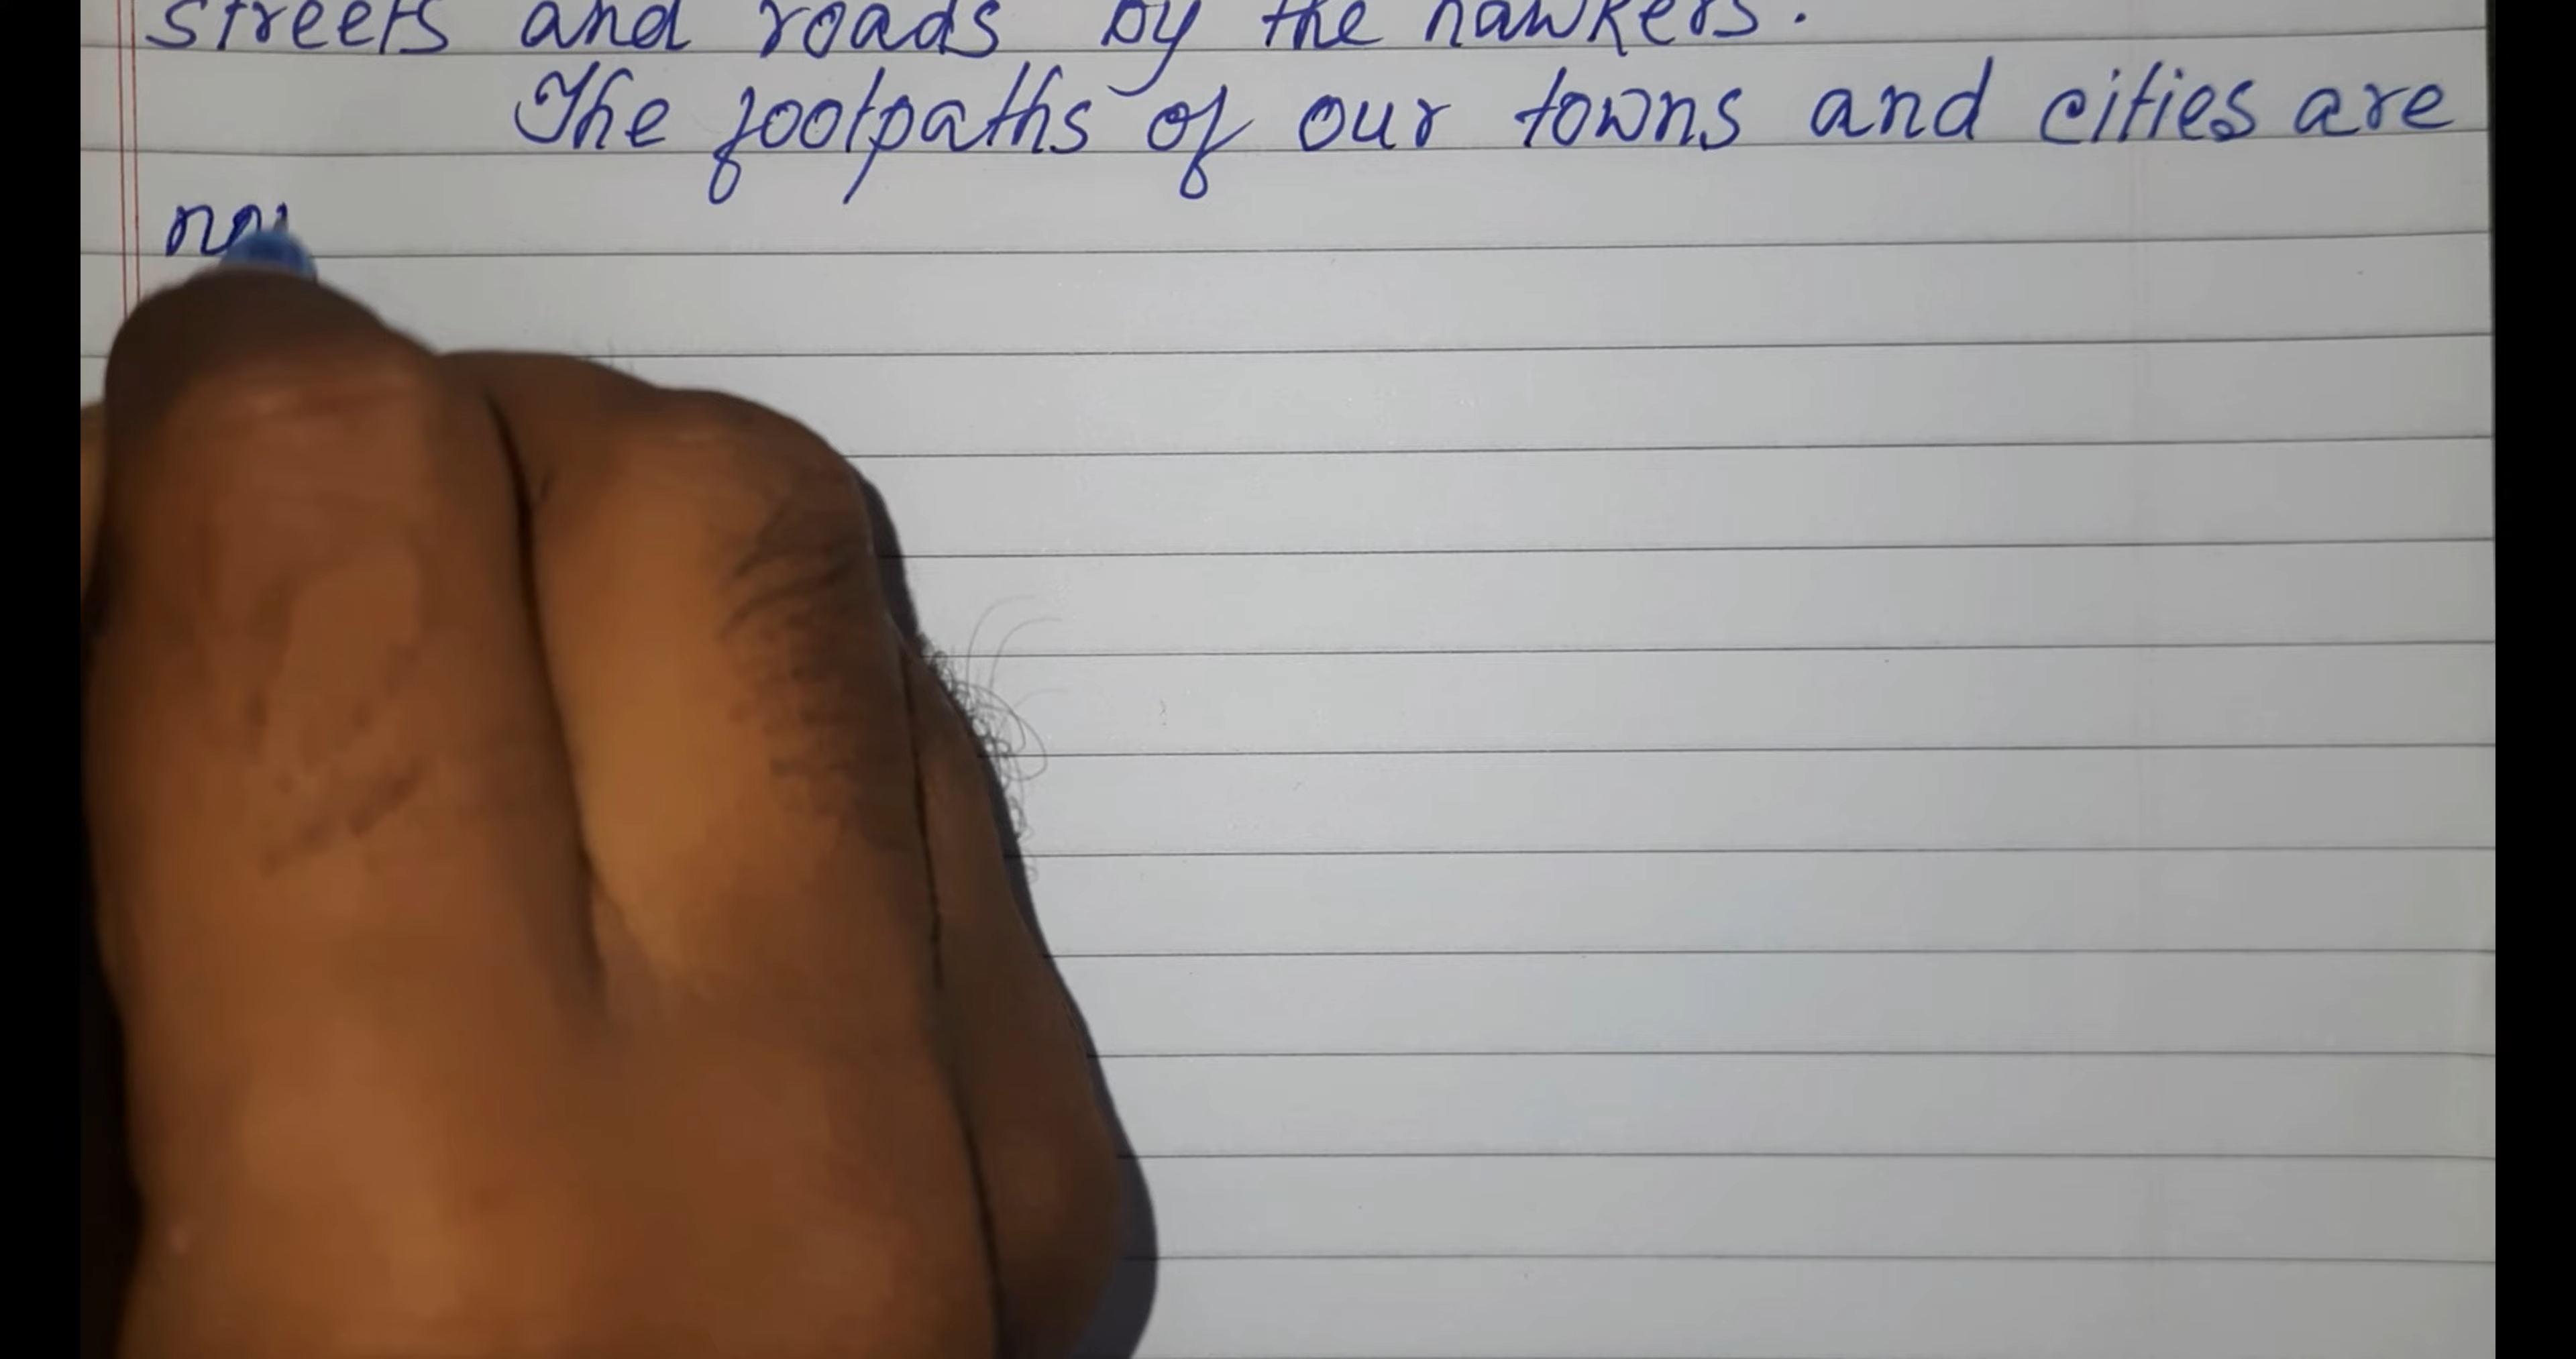 streets and roads by the hawkers.
The footpaths of our towns and cities are